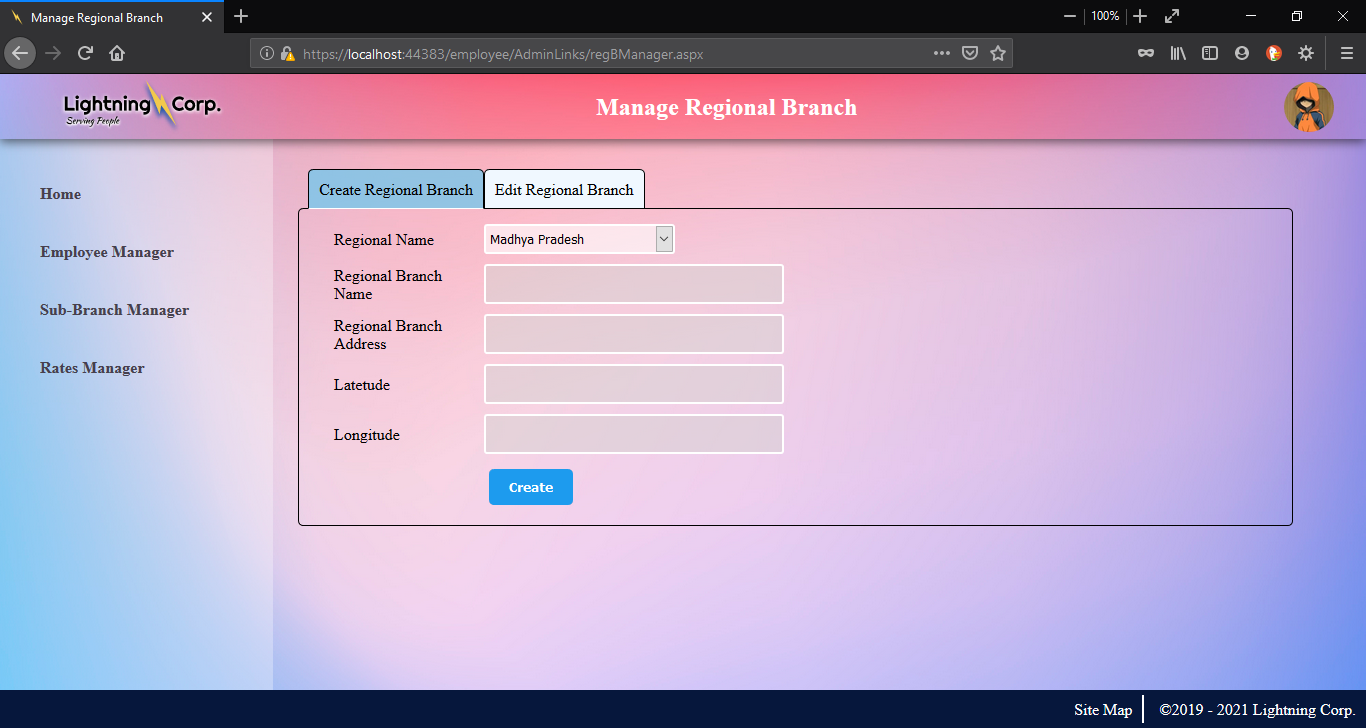 Manage Regional Branch
100%
https://localhost:44383/employee/AdminLinks/regBManager.aspx
Lightning Corp.
Serving People
Manage Regional Branch
Home
Employee Manager
Sub-Branch Manager
Rates Manager
Create Regional Branch
Edit Regional Branch
Regional Name
Madhya Pradesh
Regional Branch
Name
Regional Branch
Address
Latetude
Longitude
Create
Site Map
©2019 - 2021 Lightning Corp.